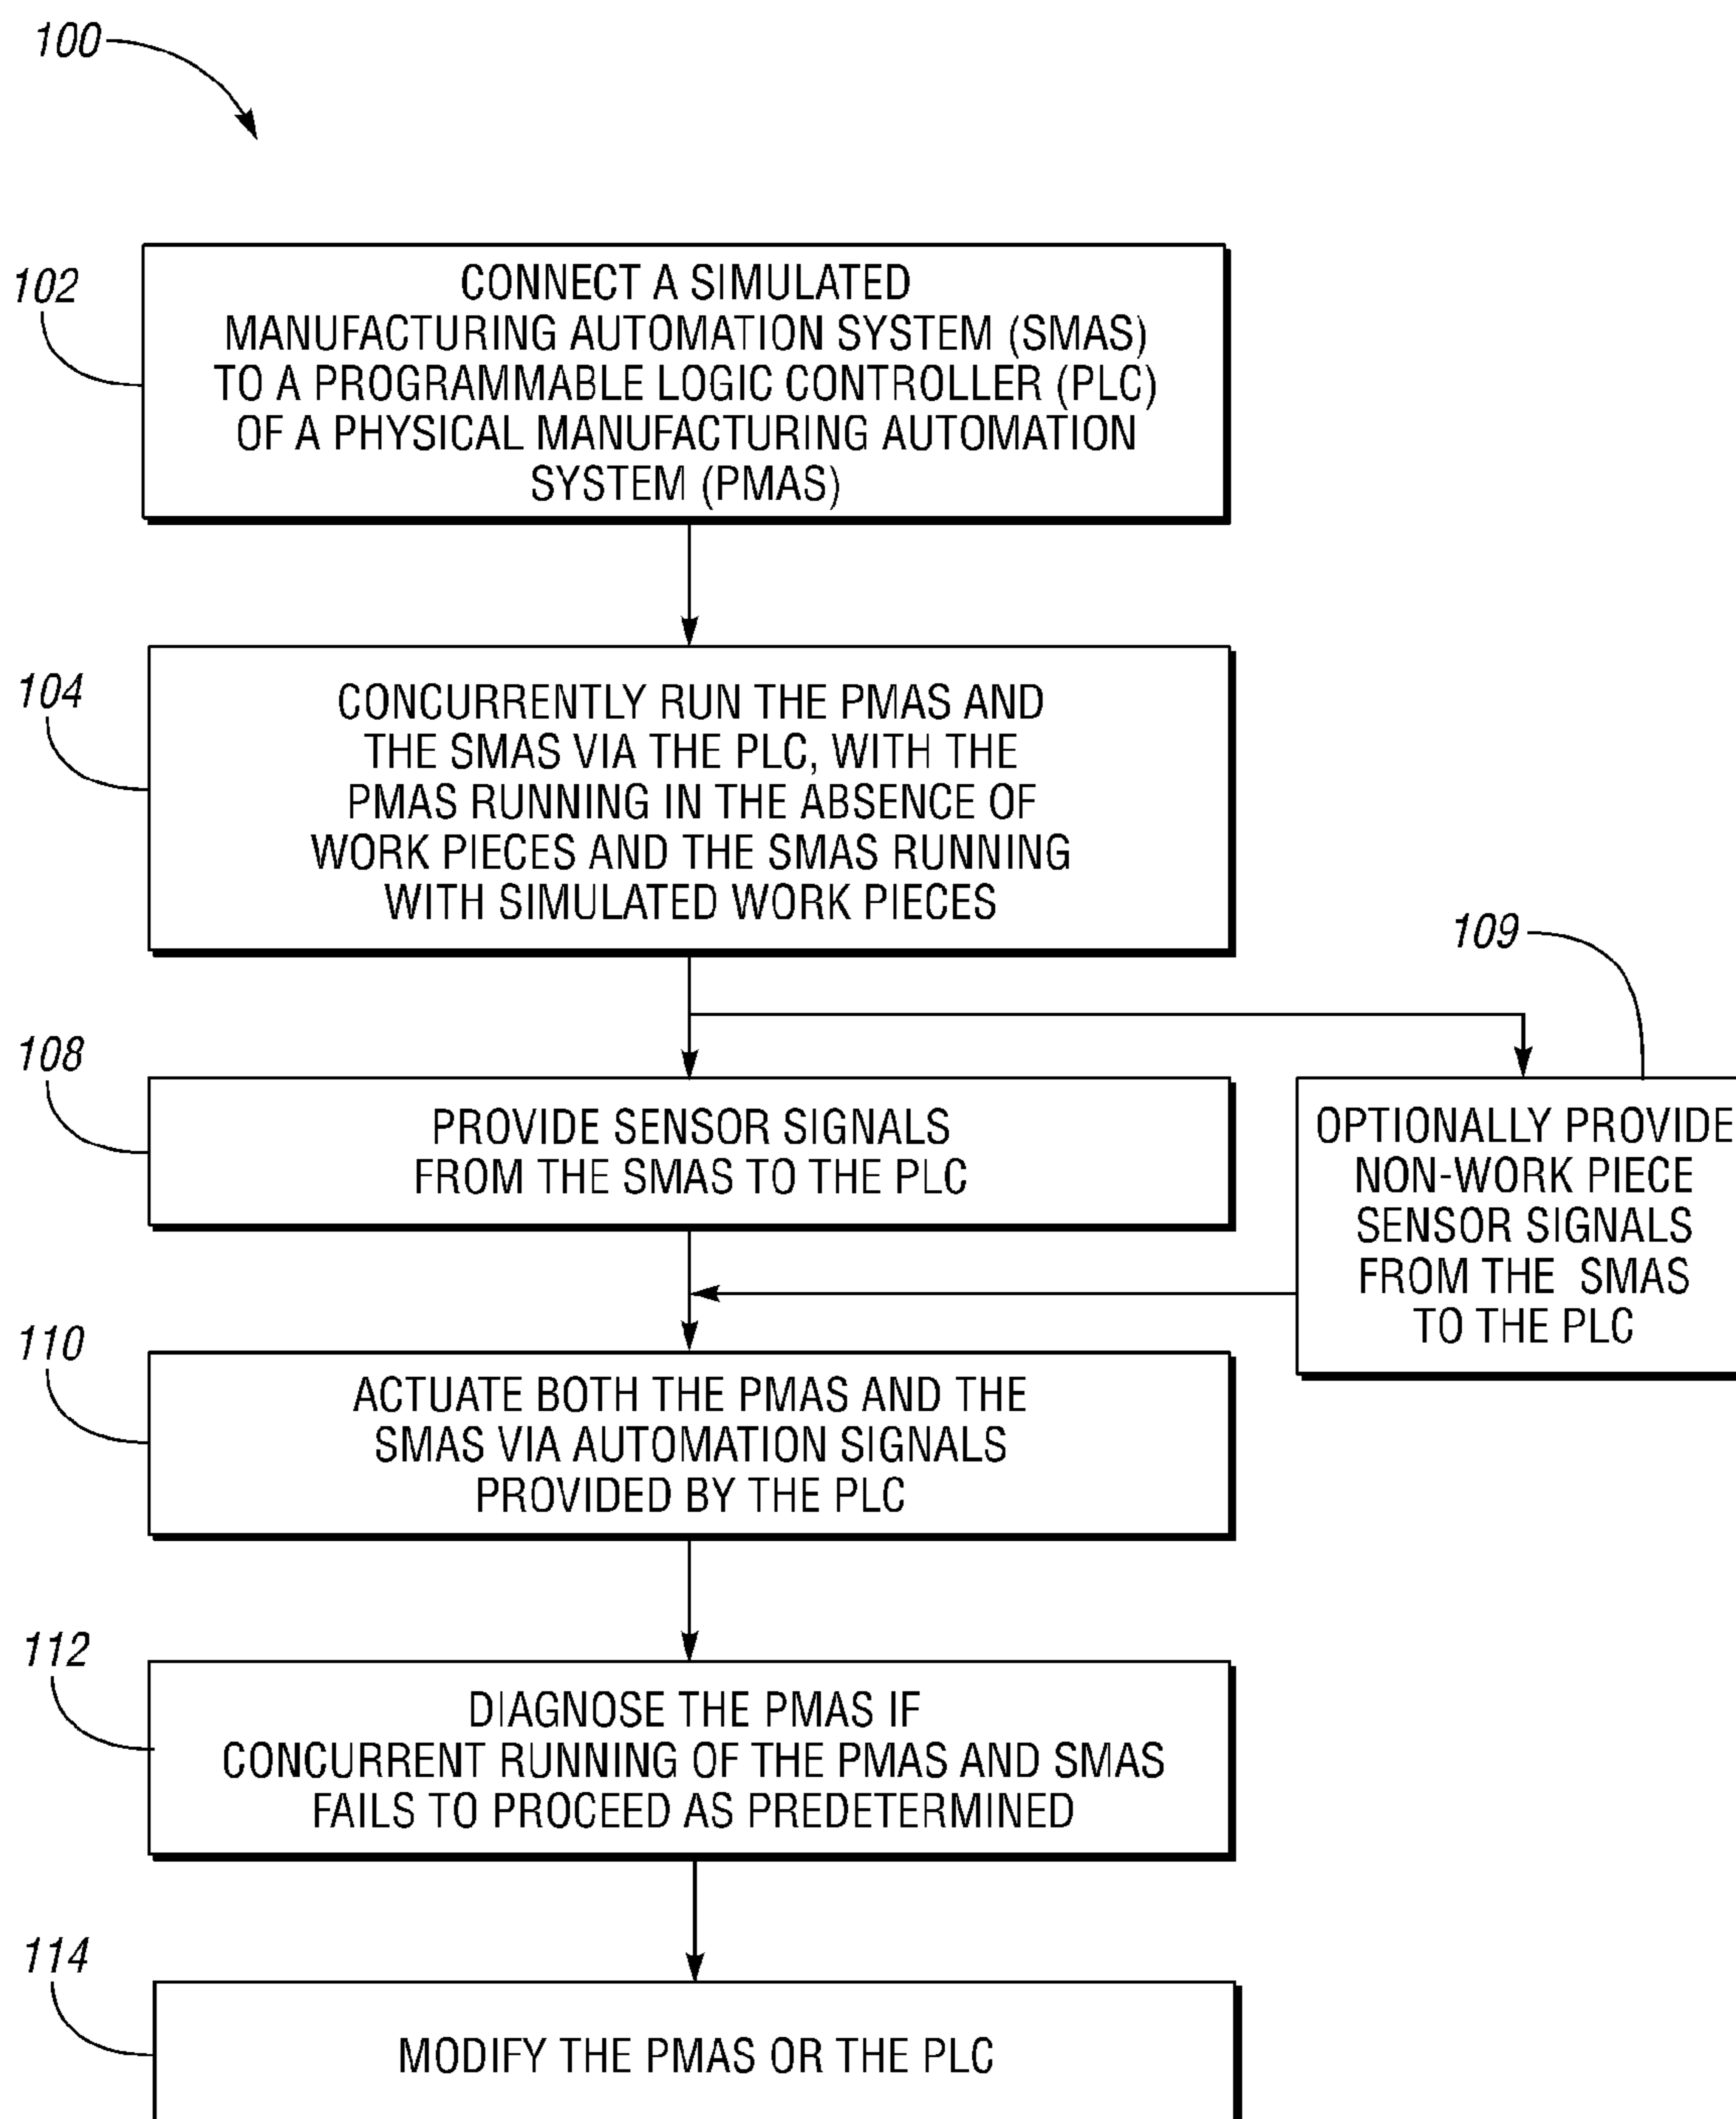 100
102
CONNECT A SIMULATED
MANUFACTURING AUTOMATION SYSTEM (SMAS)
TO A PROGRAMMABLE LOGIC CONTROLLER (PLC)
OF A PHYSICAL MANUFACTURING AUTOMATION
SYSTEM (PMAS)
104
CONCURRENTLY RUN THE PMAS AND
THE SMAS VIA THE PLC, WITH THE
PMAS RUNNING IN THE ABSENCE OF
WORK PIECES AND THE SMAS RUNNING
WITH SIMULATED WORK PIECES
108
PROVIDE SENSOR SIGNALS
FROM THE SMAS TO THE PLC
109
OPTIONALLY PROVIDE
NON-WORK PIECE
SENSOR SIGNALS
FROM THE SMAS
TO THE PLC
110
ACTUATE BOTH THE PMAS AND THE
SMAS VIA AUTOMATION SIGNALS
PROVIDED BY THE PLC
112
DIAGNOSE THE PMAS IF
CONCURRENT RUNNING OF THE PMAS AND SMAS
FAILS TO PROCEED AS PREDETERMINED
114
MODIFY THE PMAS OR THE PLC